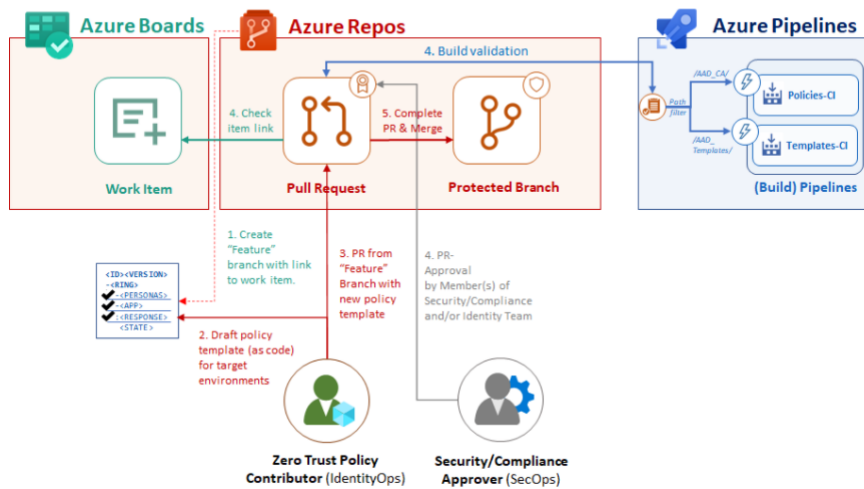 Azure Boards
Azure Repos
Azure Pipelines
4. Build validation
4. Check
item link
5. Complete
PR & Merge
Path
filter
/AAD_CA/
/AAD_
Templates/
Policies-CI
Templates-CI
Work Item
Pull Request
Protected Branch
(Build) Pipelines
1. Create
“Feature”
branch with link
to work item.
3. PR from
“Feature”
Branch with
new policy
template
4. PR-
Approval
by Member(s) of
Security/Compliance
and/or Identity Team
<ID><VERSION>
-<RING>
-<PERSONAS>
-<APP>
:<RESPONSE>
<STATE>
2. Draft policy
template (as code)
for target
environments
Zero Trust Policy
Contributor (IdentityOps)
Security/Compliance
Approver (SecOps)